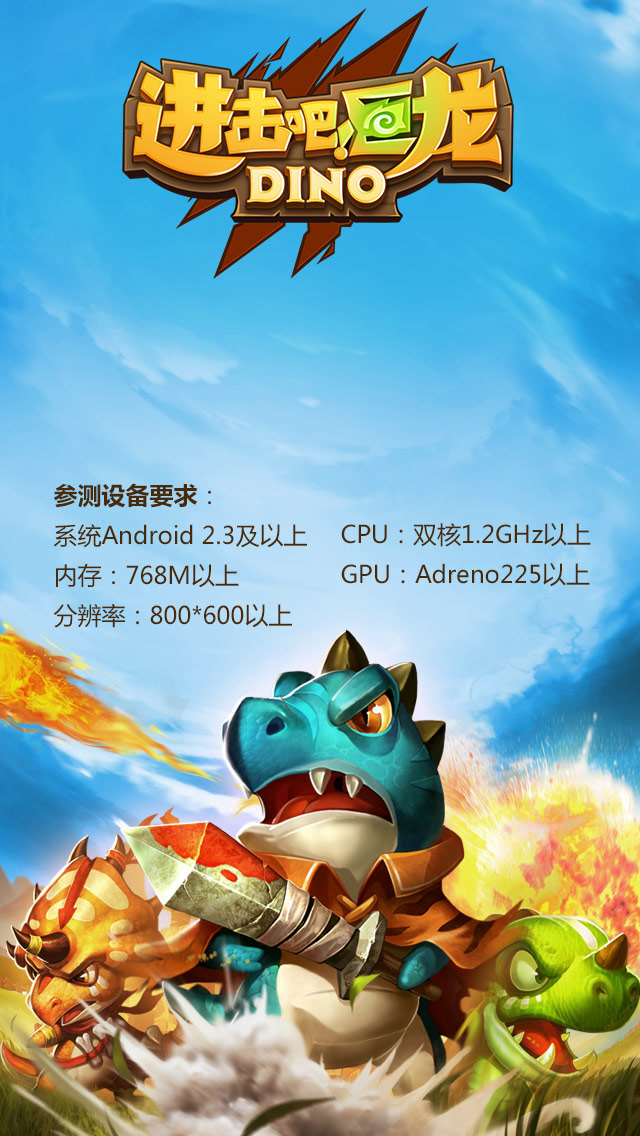 进击吧!巨龙
DINO
参测设备要求：
系统Android 2.3及以上
CPU：双核1.2GHz以上
内存：768M以上
GPU：Adreno225以上
分辨率：800*600以上